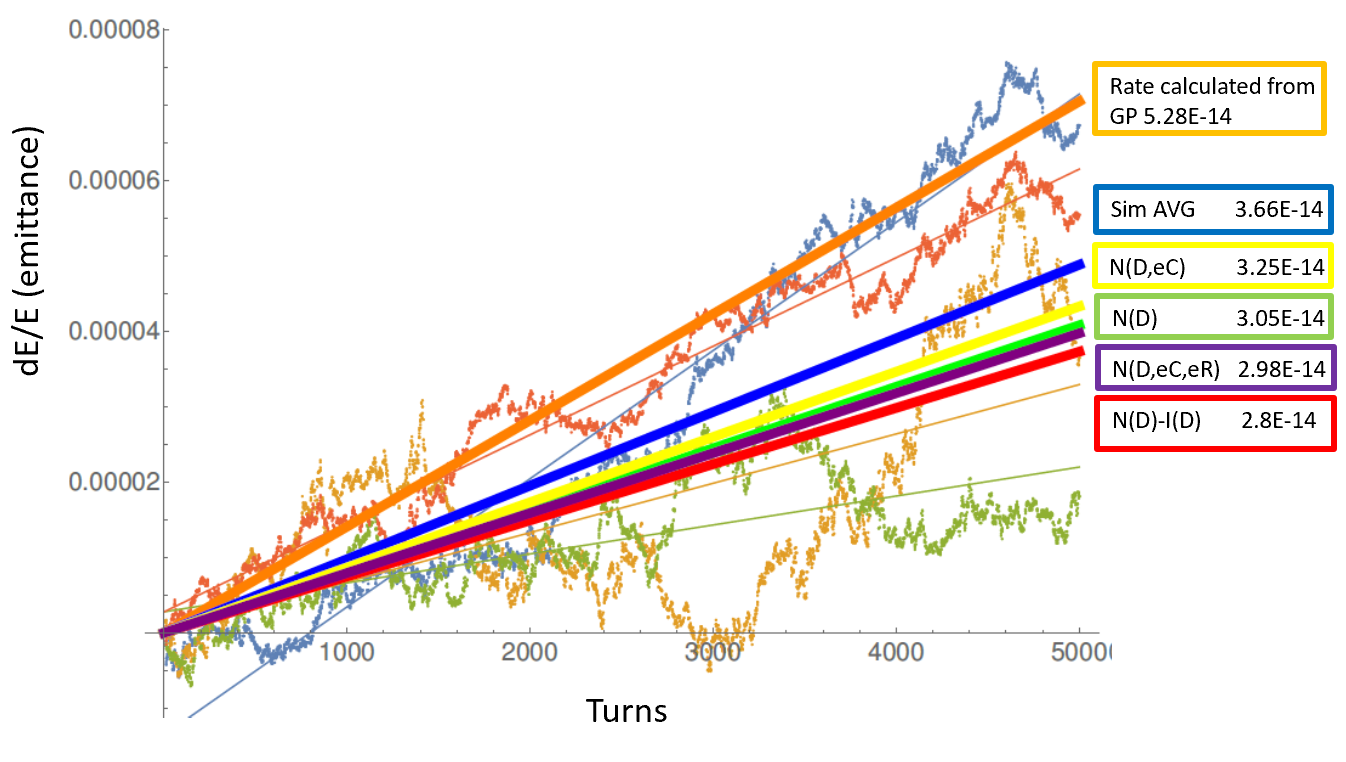 0.00008
0.00006
0.00004
0.00002
dE/E (emittance)
1000
2000
3000
4000
50000
Turns
Rate calculated from
GP 5.28E-14
Sim AVG 3.66E-14
N(D,eC) 3.25E-14
N(D) 3.05E-14
N(D,eC,eR) 2.98E-14
N(D)-I(D) 2.8E-14